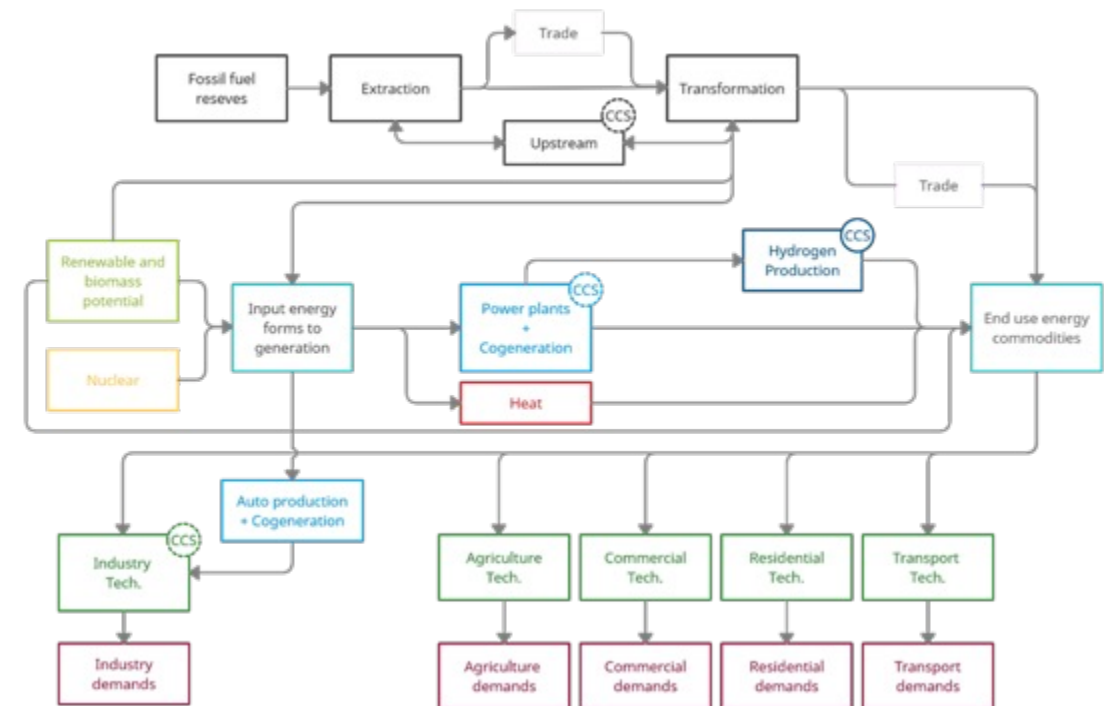 Trade
Fossil fuel
reseves
Extraction
Transformation
CCS
Upstream
Trade
Renewable and
biomass
potential
CCS
Hydrogen
Production
Input energy
forms to
generation
CCS
Power plants
+
Cogeneration
End use energy
commodities
Nuclear
Heat
Auto production
+ Cogeneration
CCS
Industry
Tech.
Agriculture
Tech.
Commercial
Tech.
Residential
Tech.
Transport
Tech.
Industry
demands
Agriculture
demands
Commercial
demands
Residential
demands
Transport
demands